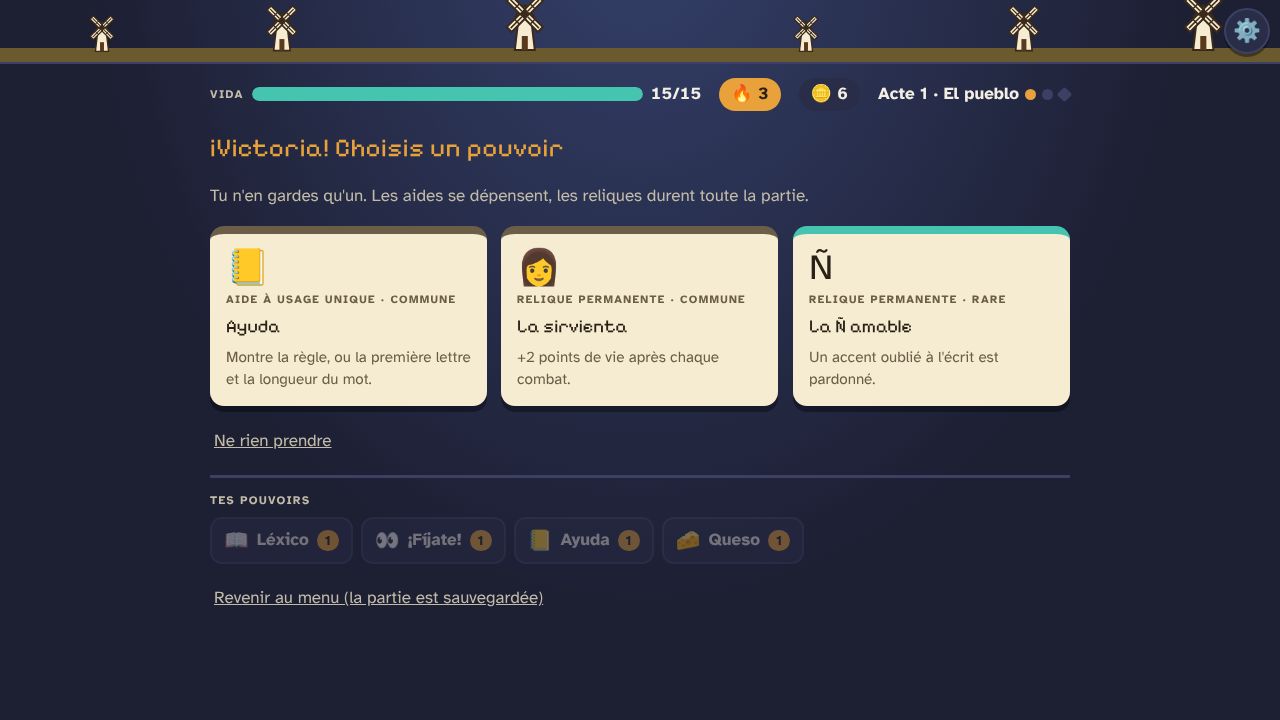 VIDA 15/15 3 6 Acte 1 · El pueblo
¡Victoria! Choisis un pouvoir
Tu n'en gardes qu'un. Les aides se dépensent, les reliques durent toute la partie.
AIDE À USAGE UNIQUE · COMMUNE
Ayuda
Montre la règle, ou la première lettre
et la longueur du mot.
RELIQUE PERMANENTE · COMMUNE
La sirvienta
+2 points de vie après chaque
combat.
Ñ
RELIQUE PERMANENTE · RARE
La Ñ amable
Un accent oublié à l'écrit est
pardonné.
Ne rien prendre
TES POUVOIRS
Léxico 1 ¡Fíjate! 1 Ayuda 1 Queso 1
Revenir au menu (la partie est sauvegardée)